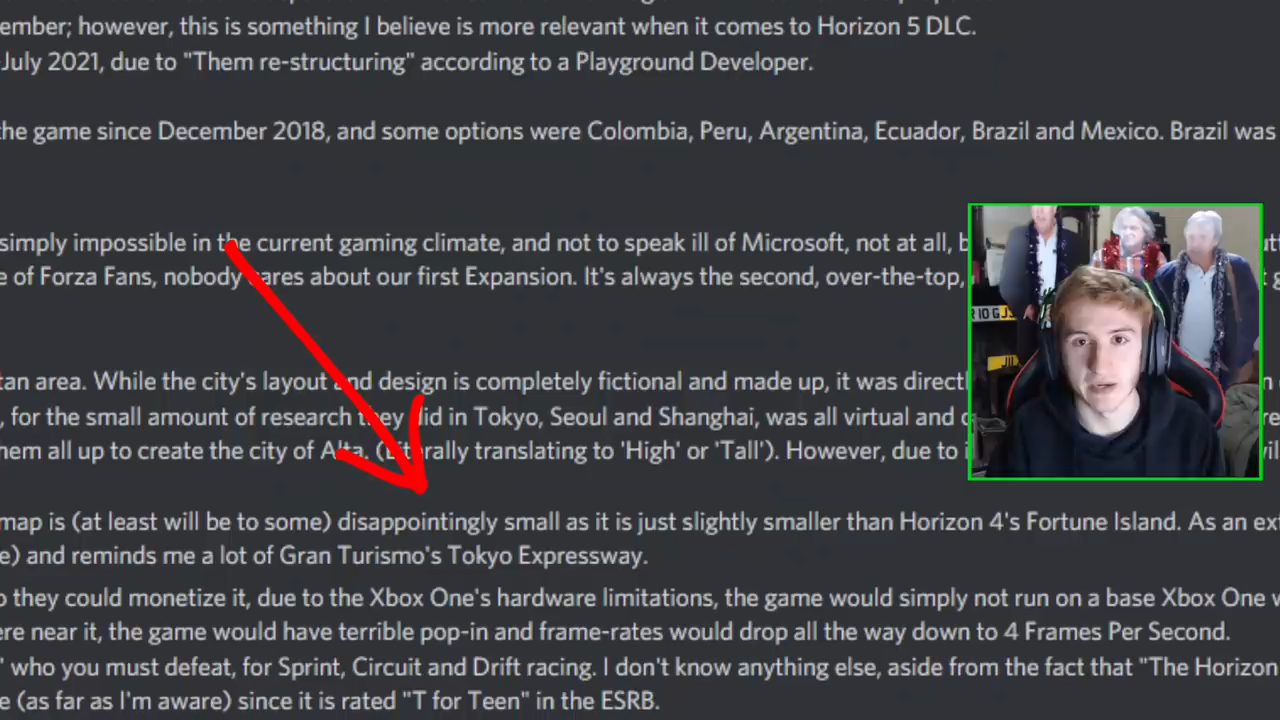 ember; however, this is something I believe is more relevant when it comes to Horizon 5 DLC.
July 2021, due to "Them re-structuring" according to a Playground Developer.
the game since December 2018, and some options were Colombia, Peru, Argentina, Ecuador, Brazil and Mexico. Brazil was
simply impossible in the current gaming climate, and not to speak ill of Microsoft, not at all, b
e of Forza Fans, nobody cares about our first Expansion. It's always the second, over-the-top,
tan area. While the city's layout and design is completely fictional and made up, it was directl
, for the small amount of research they did in Tokyo, Seoul and Shanghai, was all virtual and
hem all up to create the city of Alta. (Literally translating to 'High' or 'Tall'). However, due to i
map is (at least will be to some) disappointingly small as it is just slightly smaller than Horizon 4's Fortune Island. As an ex
e) and reminds me a lot of Gran Turismo's Tokyo Expressway.
o they could monetize it, due to the Xbox One's hardware limitations, the game would simply not run on a base Xbox One w
ere near it, the game would have terrible pop-in and frame-rates would drop all the way down to 4 Frames Per Second.
" who you must defeat, for Sprint, Circuit and Drift racing. I don't know anything else, aside from the fact that "The Horizon
e (as far as I'm aware) since it is rated "T for Teen" in the ESRB.